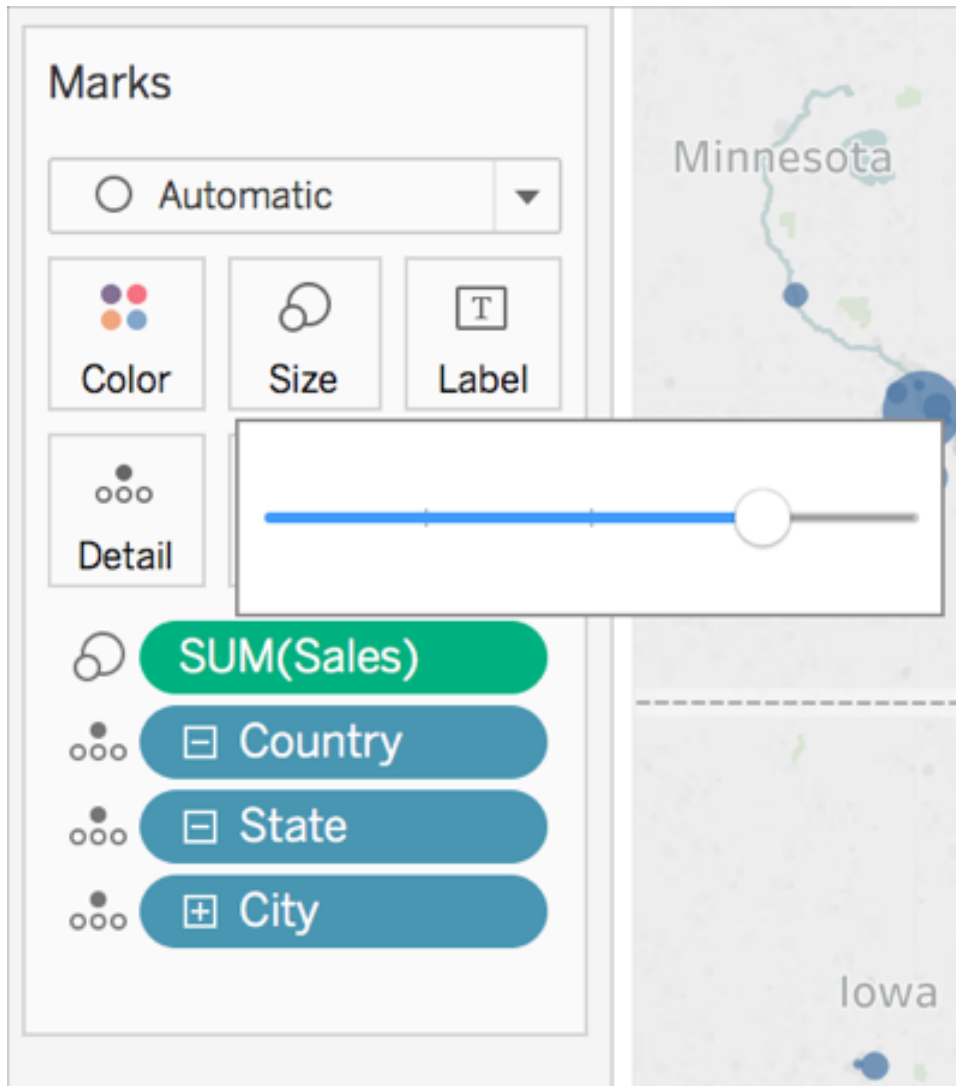 Marks
Minnesota
Automatic
T
Color
Size
Label
Detail
SUM(Sales)
Country
State
City
Iowa